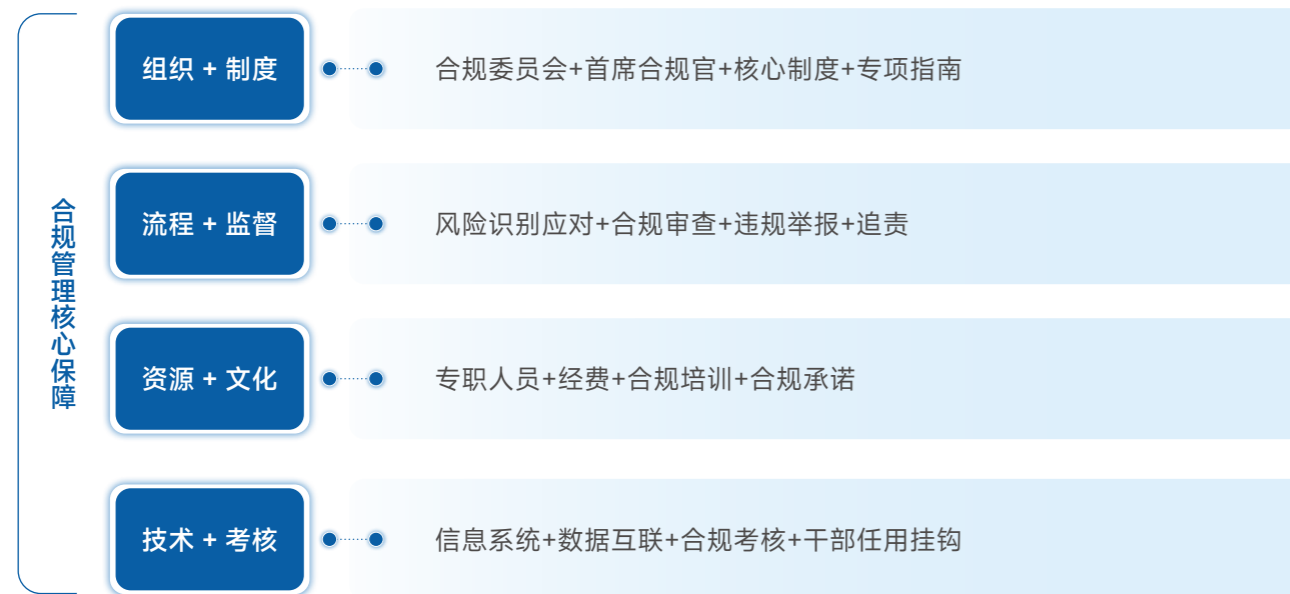 合规管理核心保障
组织 + 制度
合规委员会+首席合规官+核心制度+专项指南
流程 + 监督
风险识别应对+合规审查+违规举报+追责
资源 + 文化
专职人员+经费+合规培训+合规承诺
技术 + 考核
信息系统+数据互联+合规考核+干部任用挂钩